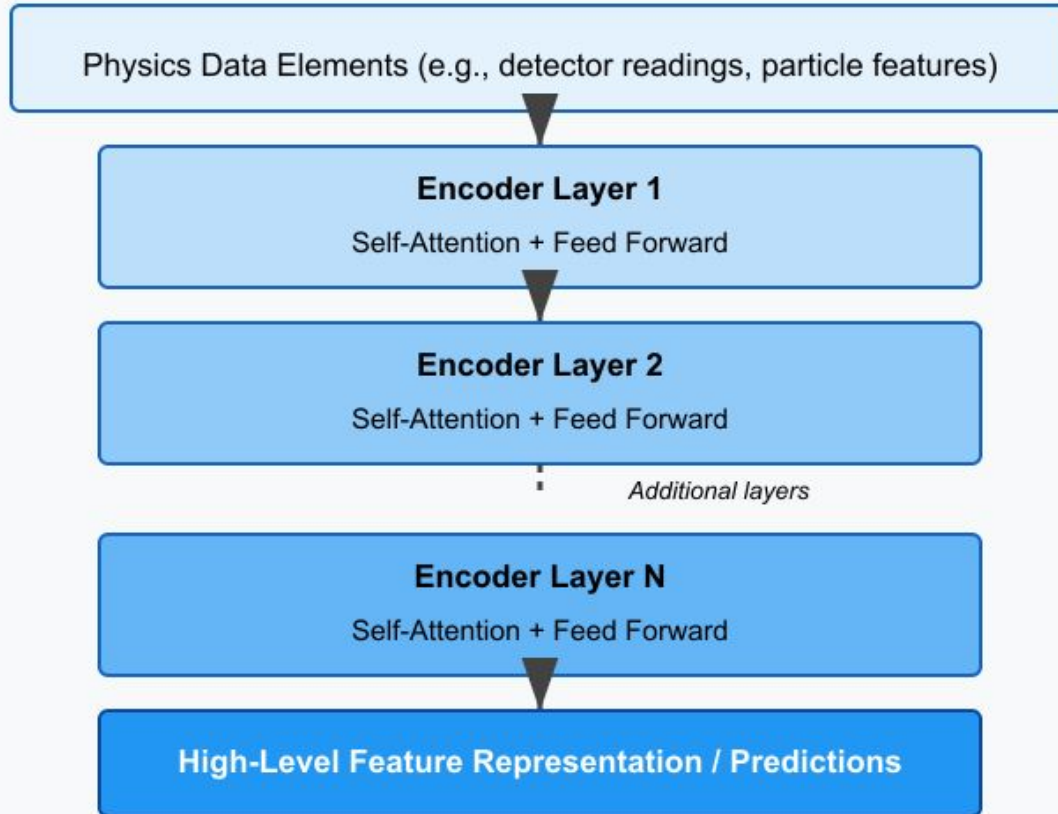 Physics Data Elements (e.g., detector readings, particle features)
Encoder Layer 1
Self-Attention + Feed Forward
Encoder Layer 2
Self-Attention + Feed Forward
Additional layers
Encoder Layer N
Self-Attention + Feed Forward
High-Level Feature Representation / Predictions